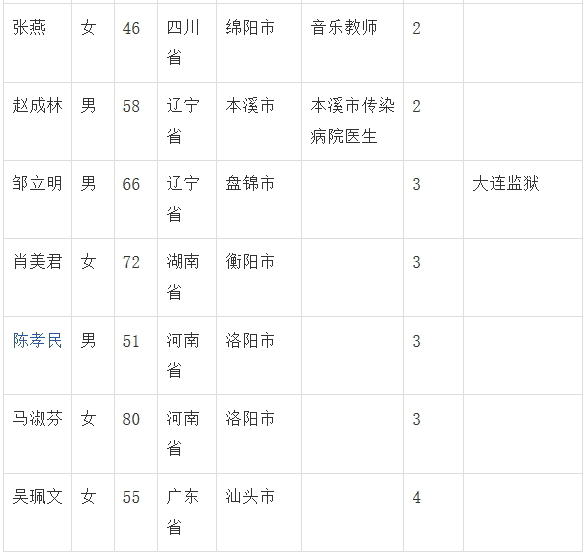 张燕 女 46 四川 绵阳市 音乐教师 2
省
赵成林 男 58 辽宁 本溪市 本溪市传染 2
省 病院医生
邹立明 男 66 辽宁 盘锦市 3 大连监狱
省
肖美君 女 72 湖南 衡阳市 3
省
陈孝民 男 51 河南 洛阳市 3
省
马淑芬 女 80 河南 洛阳市 3
省
吴珮文 女 55 广东 汕头市 4
省